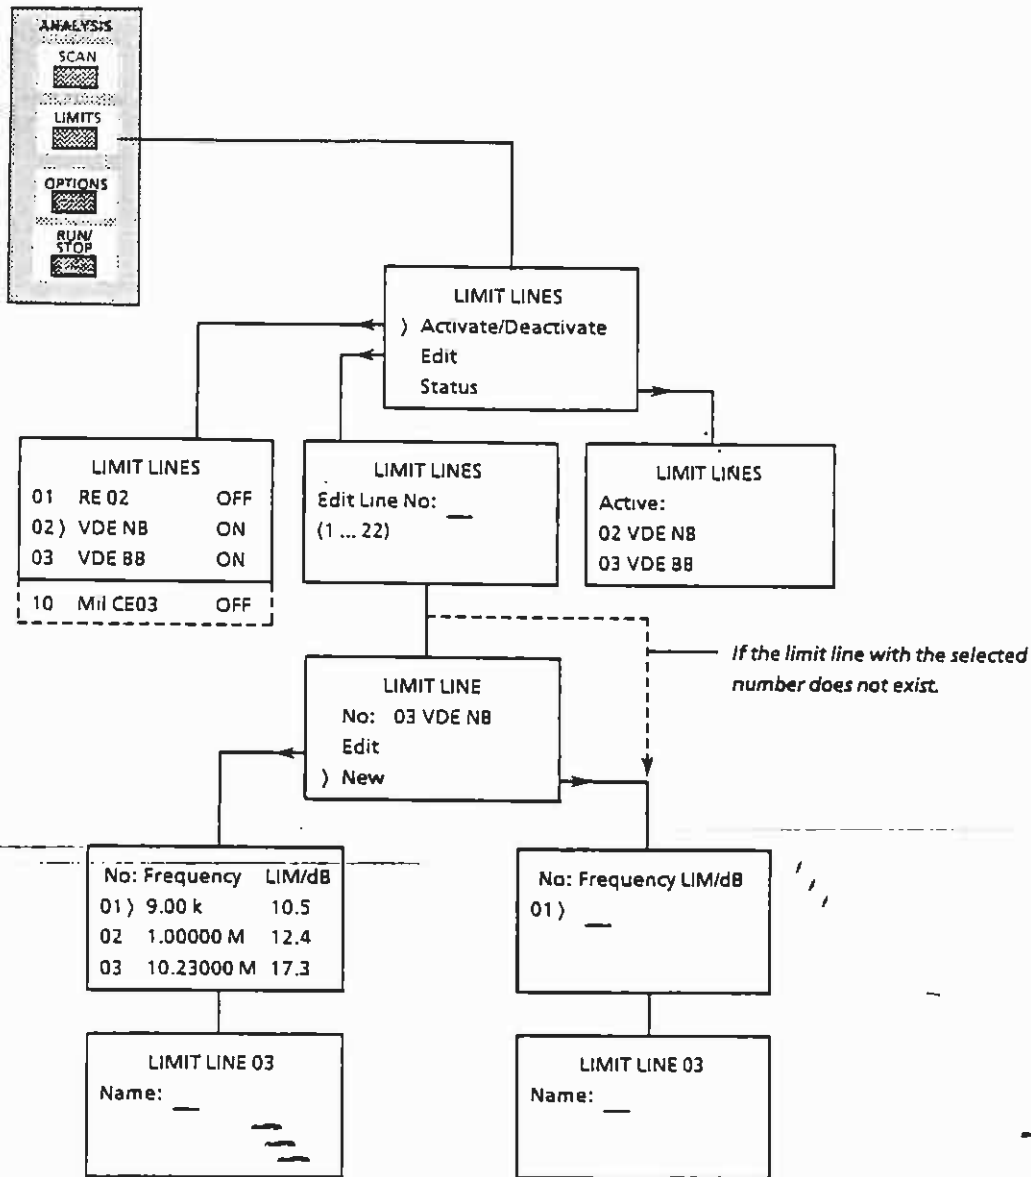 ANALYSIS
SCAN
LIMITS
OPTIONS
RUN/
STOP
LIMIT LINES
) Activate/Deactivate
Edit
Status
LIMIT LINES
01 RE 02 OFF
02) VDE NB ON
03 VDE BB ON
10 Mil CE03 OFF
LIMIT LINES
Edit Line No: __
(1 ... 22)
LIMIT LINES
Active:
02 VDE NB
03 VDE BB
If the limit line with the selected
number does not exist.
LIMIT LINE
No: 03 VDE NB
Edit
) New
No: Frequency LIM/dB
01) 9.00 k 10.5
02 1.00000 M 12.4
03 10.23000 M 17.3
No: Frequency LIM/dB
01) __
LIMIT LINE 03
Name: __
LIMIT LINE 03
Name: __